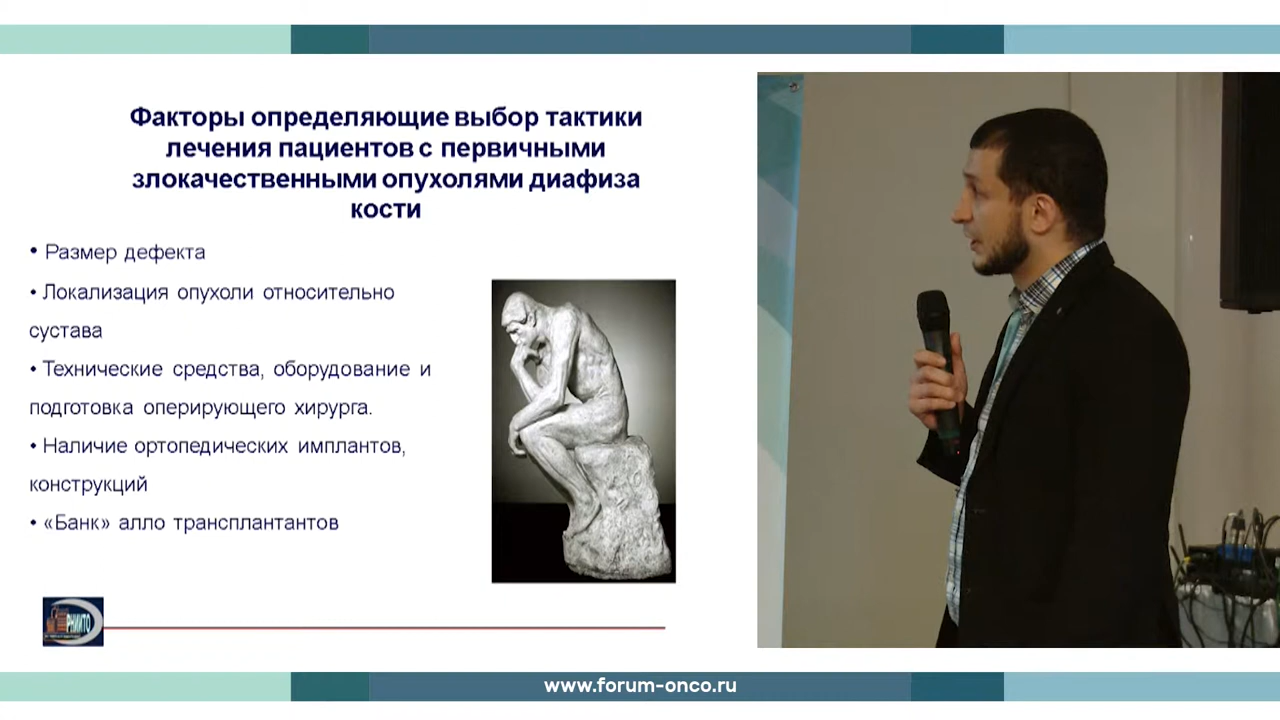 Факторы определяющие выбор тактики
лечения пациентов с первичными
злокачественными опухолями диафиза
кости
• Размер дефекта
• Локализация опухоли относительно
сустава
• Технические средства, оборудование и
подготовка оперирующего хирурга.
• Наличие ортопедических имплантов,
конструкций
• «Банк» алло трансплантантов
РНИИТО
www.forum-onco.ru